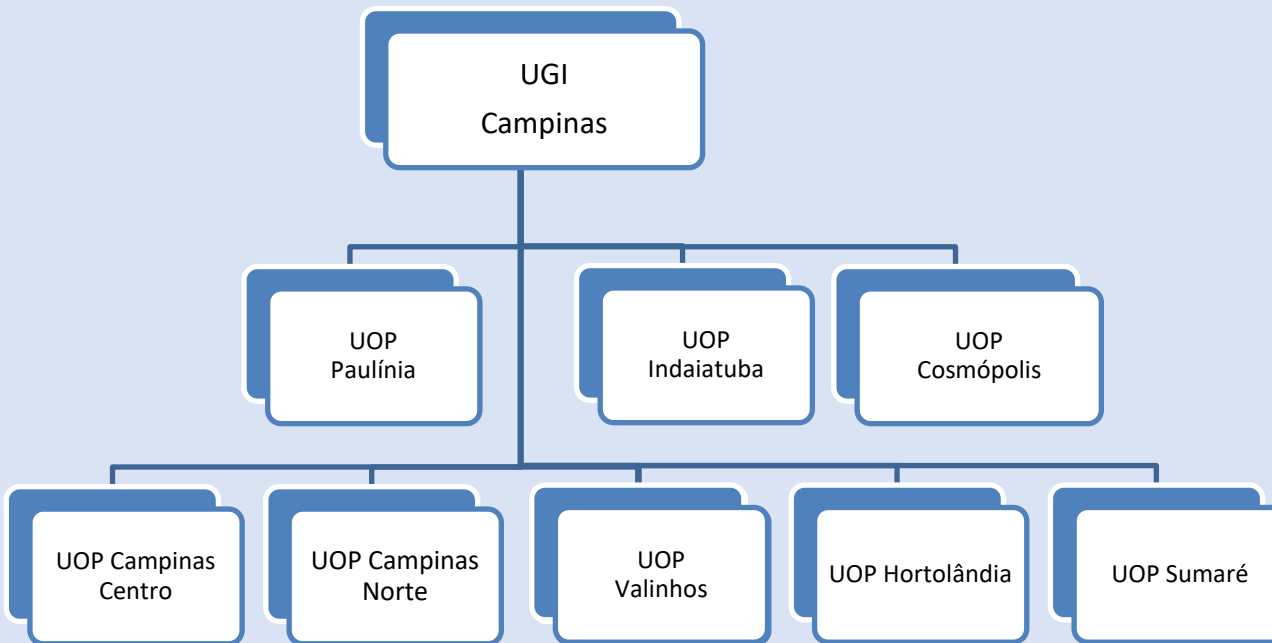 UGI
Campinas
UOP
Paulínia
UOP
Indaiatuba
UOP
Cosmópolis
UOP Campinas
Centro
UOP Campinas
Norte
UOP
Valinhos
UOP Hortolândia
UOP Sumaré